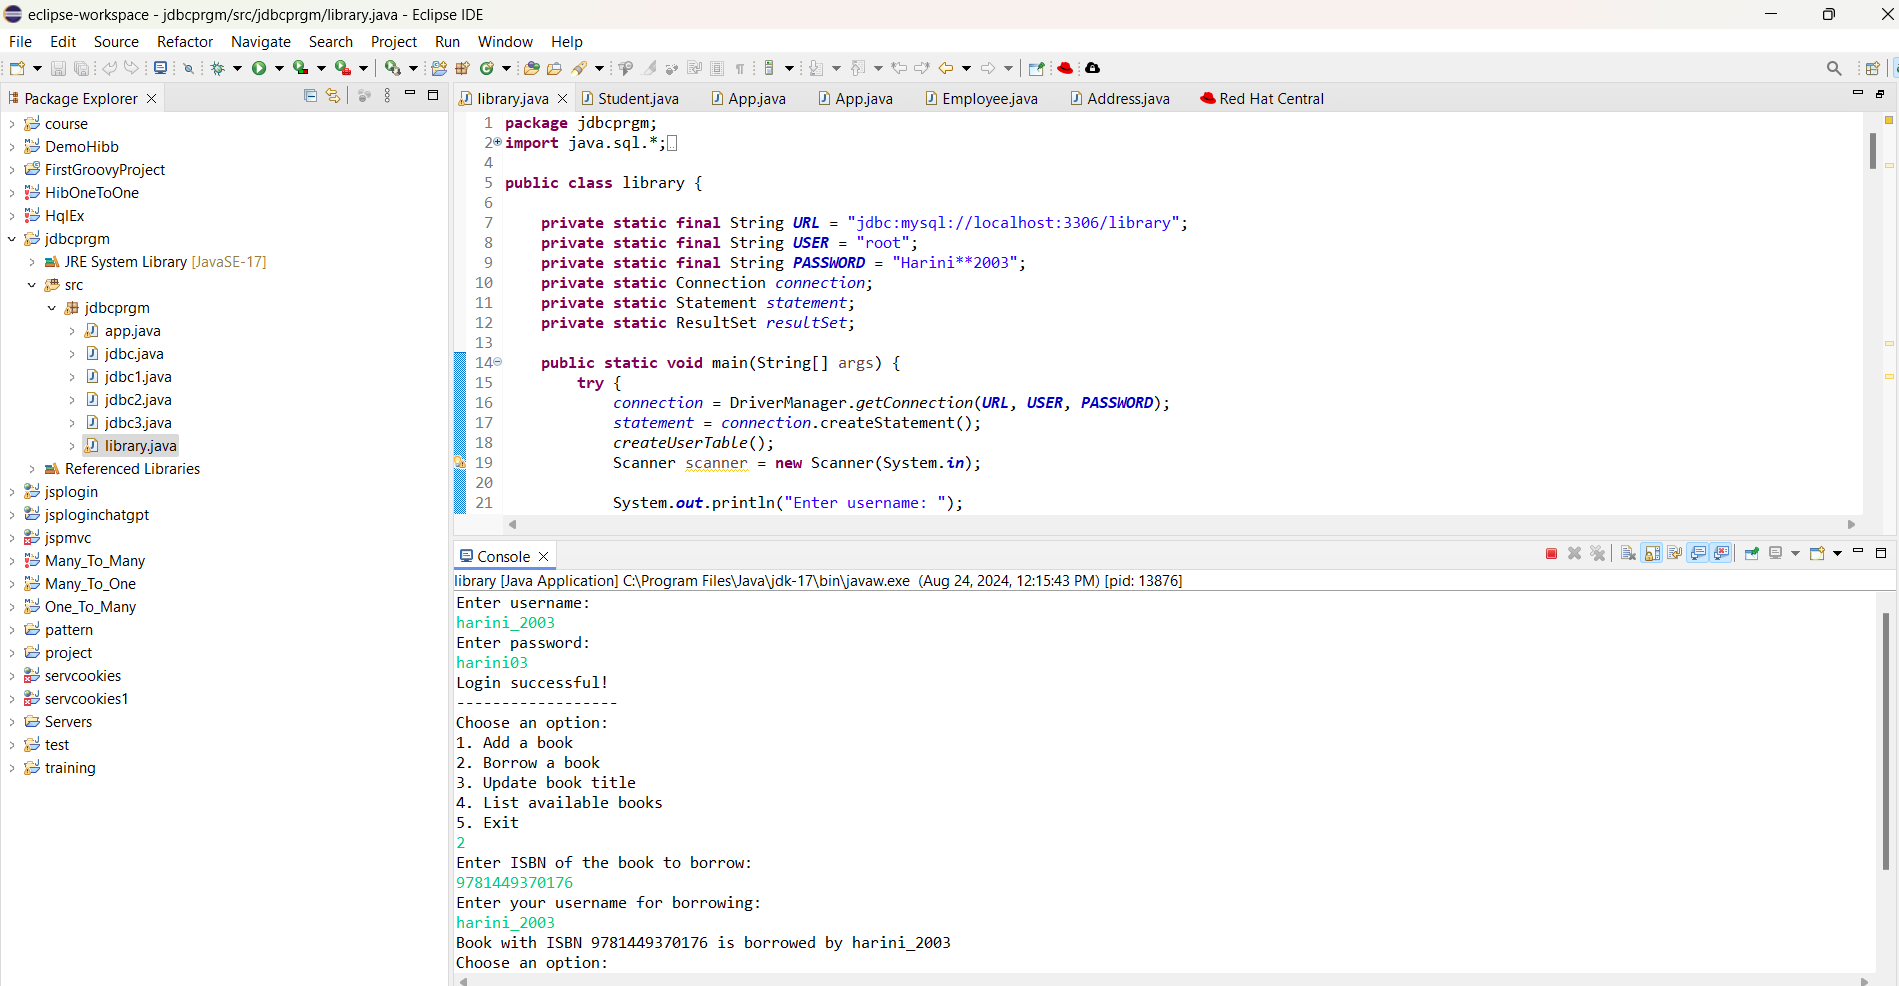 eclipse-workspace - jdbcprgm/src/jdbcprgm/library.java - Eclipse IDE
File Edit Source Refactor Navigate Search Project Run Window Help
Package Explorer
course
DemoHibb
FirstGroovyProject
HibOneToOne
HqlEx
jdbcprgm
JRE System Library [JavaSE-17]
src
jdbcprgm
app.java
jdbc.java
jdbc1.java
jdbc2.java
jdbc3.java
library.java
Referenced Libraries
jsplogin
jsploginchatgpt
jspmvc
Many_To_Many
Many_To_One
One_To_Many
pattern
project
servcookies
servcookies1
Servers
test
training
library.java Student.java App.java App.java Employee.java Address.java Red Hat Central
1 package jdbcprgm;
2 import java.sql.*;
4
5 public class library {
6
7 private static final String URL = "jdbc:mysql://localhost:3306/library";
8 private static final String USER = "root";
9 private static final String PASSWORD = "Harini**2003";
10 private static Connection connection;
11 private static Statement statement;
12 private static ResultSet resultSet;
13
14 public static void main(String[] args) {
15 try {
16 connection = DriverManager.getConnection(URL, USER, PASSWORD);
17 statement = connection.createStatement();
18 createUserTable();
19 Scanner scanner = new Scanner(System.in);
20
21 System.out.println("Enter username: ");
Console
library [Java Application] C:\Program Files\Java\jdk-17\bin\javaw.exe (Aug 24, 2024, 12:15:43 PM) [pid: 13876]
Enter username:
harini_2003
Enter password:
harini03
Login successful!
------------------
Choose an option:
1. Add a book
2. Borrow a book
3. Update book title
4. List available books
5. Exit
2
Enter ISBN of the book to borrow:
9781449370176
Enter your username for borrowing:
harini_2003
Book with ISBN 9781449370176 is borrowed by harini_2003
Choose an option: